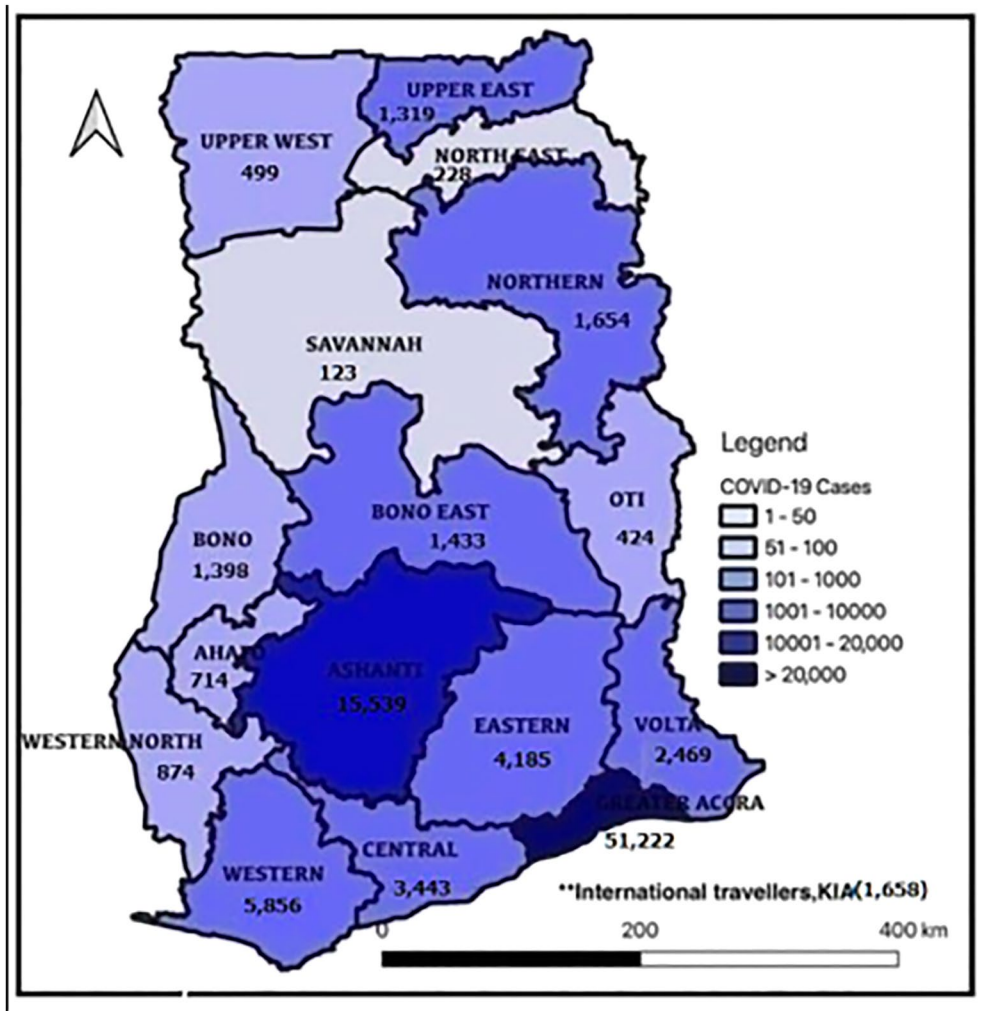 UPPER EAST
1,319
UPPER WEST
499
NORTH EAST
228
NORTHERN
1,654
SAVANNAH
123
Legend
COVID-19 Cases
1 - 50
51 - 100
101 - 1000
1001 - 10000
10001 - 20,000
> 20,000
OTI
424
BONO EAST
1,433
BONO
1,398
AHAFO
714
ASHANTI
15,539
EASTERN
4,185
VOLTA
2,469
WESTERN NORTH
874
GREATER ACCRA
51,222
CENTRAL
3,443
WESTERN
5,856
**International travellers,KIA(1,658)
0 200 400 km